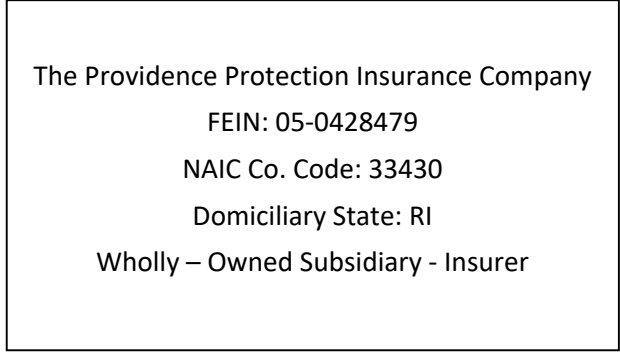 The Providence Protection Insurance Company
FEIN: 05-0428479
NAIC Co. Code: 33430
Domiciliary State: RI
Wholly – Owned Subsidiary - Insurer